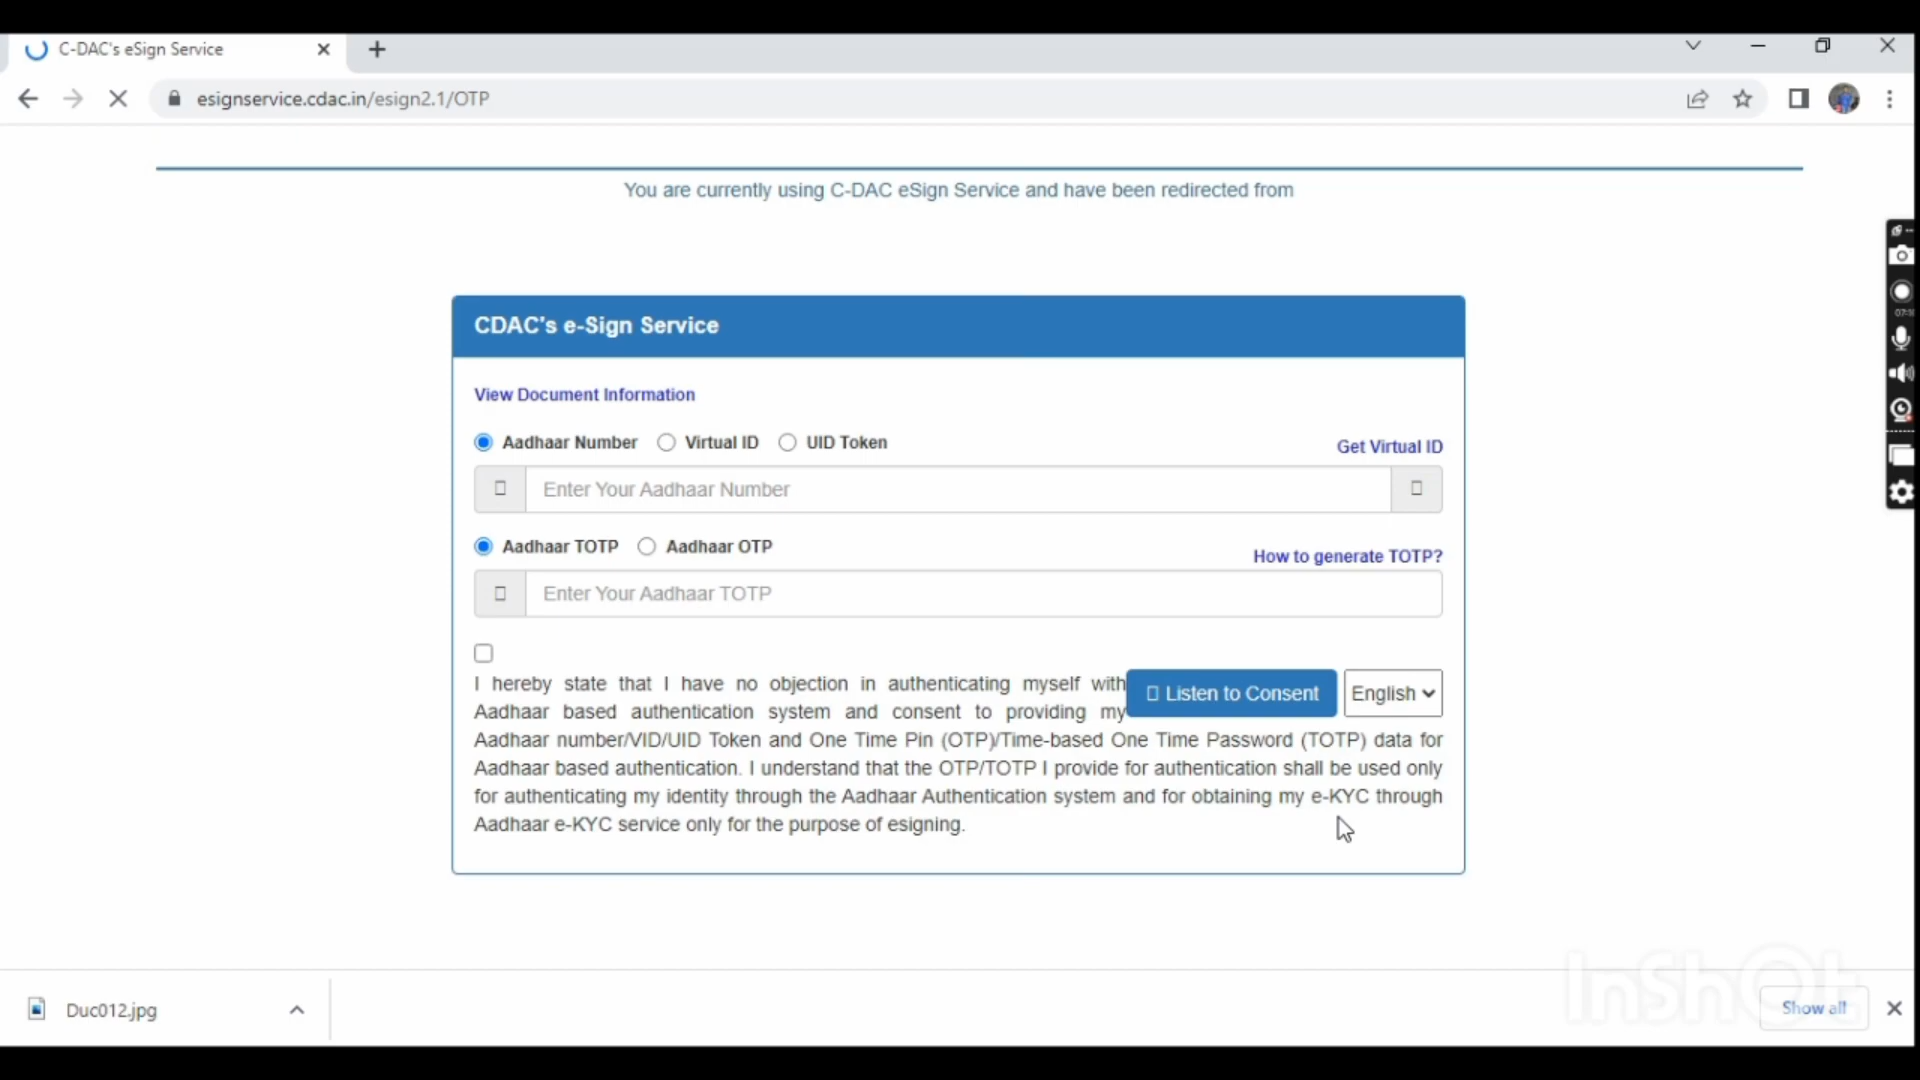 C-DAC's eSign Service
esignservice.cdac.in/esign2.1/OTP
You are currently using C-DAC eSign Service and have been redirected from
CDAC's e-Sign Service
View Document Information
Aadhaar Number Virtual ID UID Token
Get Virtual ID
Enter Your Aadhaar Number
Aadhaar TOTP Aadhaar OTP
How to generate TOTP?
Enter Your Aadhaar TOTP
I hereby state that I have no objection in authenticating myself with
Listen to Consent English
Aadhaar based authentication system and consent to providing my
Aadhaar number/VID/UID Token and One Time Pin (OTP)/Time-based One Time Password (TOTP) data for
Aadhaar based authentication. I understand that the OTP/TOTP I provide for authentication shall be used only
for authenticating my identity through the Aadhaar Authentication system and for obtaining my e-KYC through
Aadhaar e-KYC service only for the purpose of esigning.
InShOt
Duc012.jpg
Show all